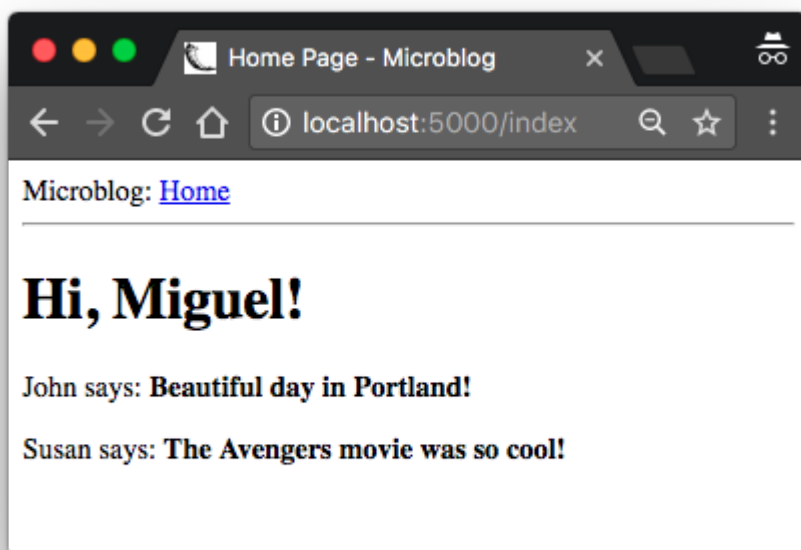 Home Page - Microblog
localhost:5000/index
Microblog: Home
Hi, Miguel!
John says: Beautiful day in Portland!
Susan says: The Avengers movie was so cool!